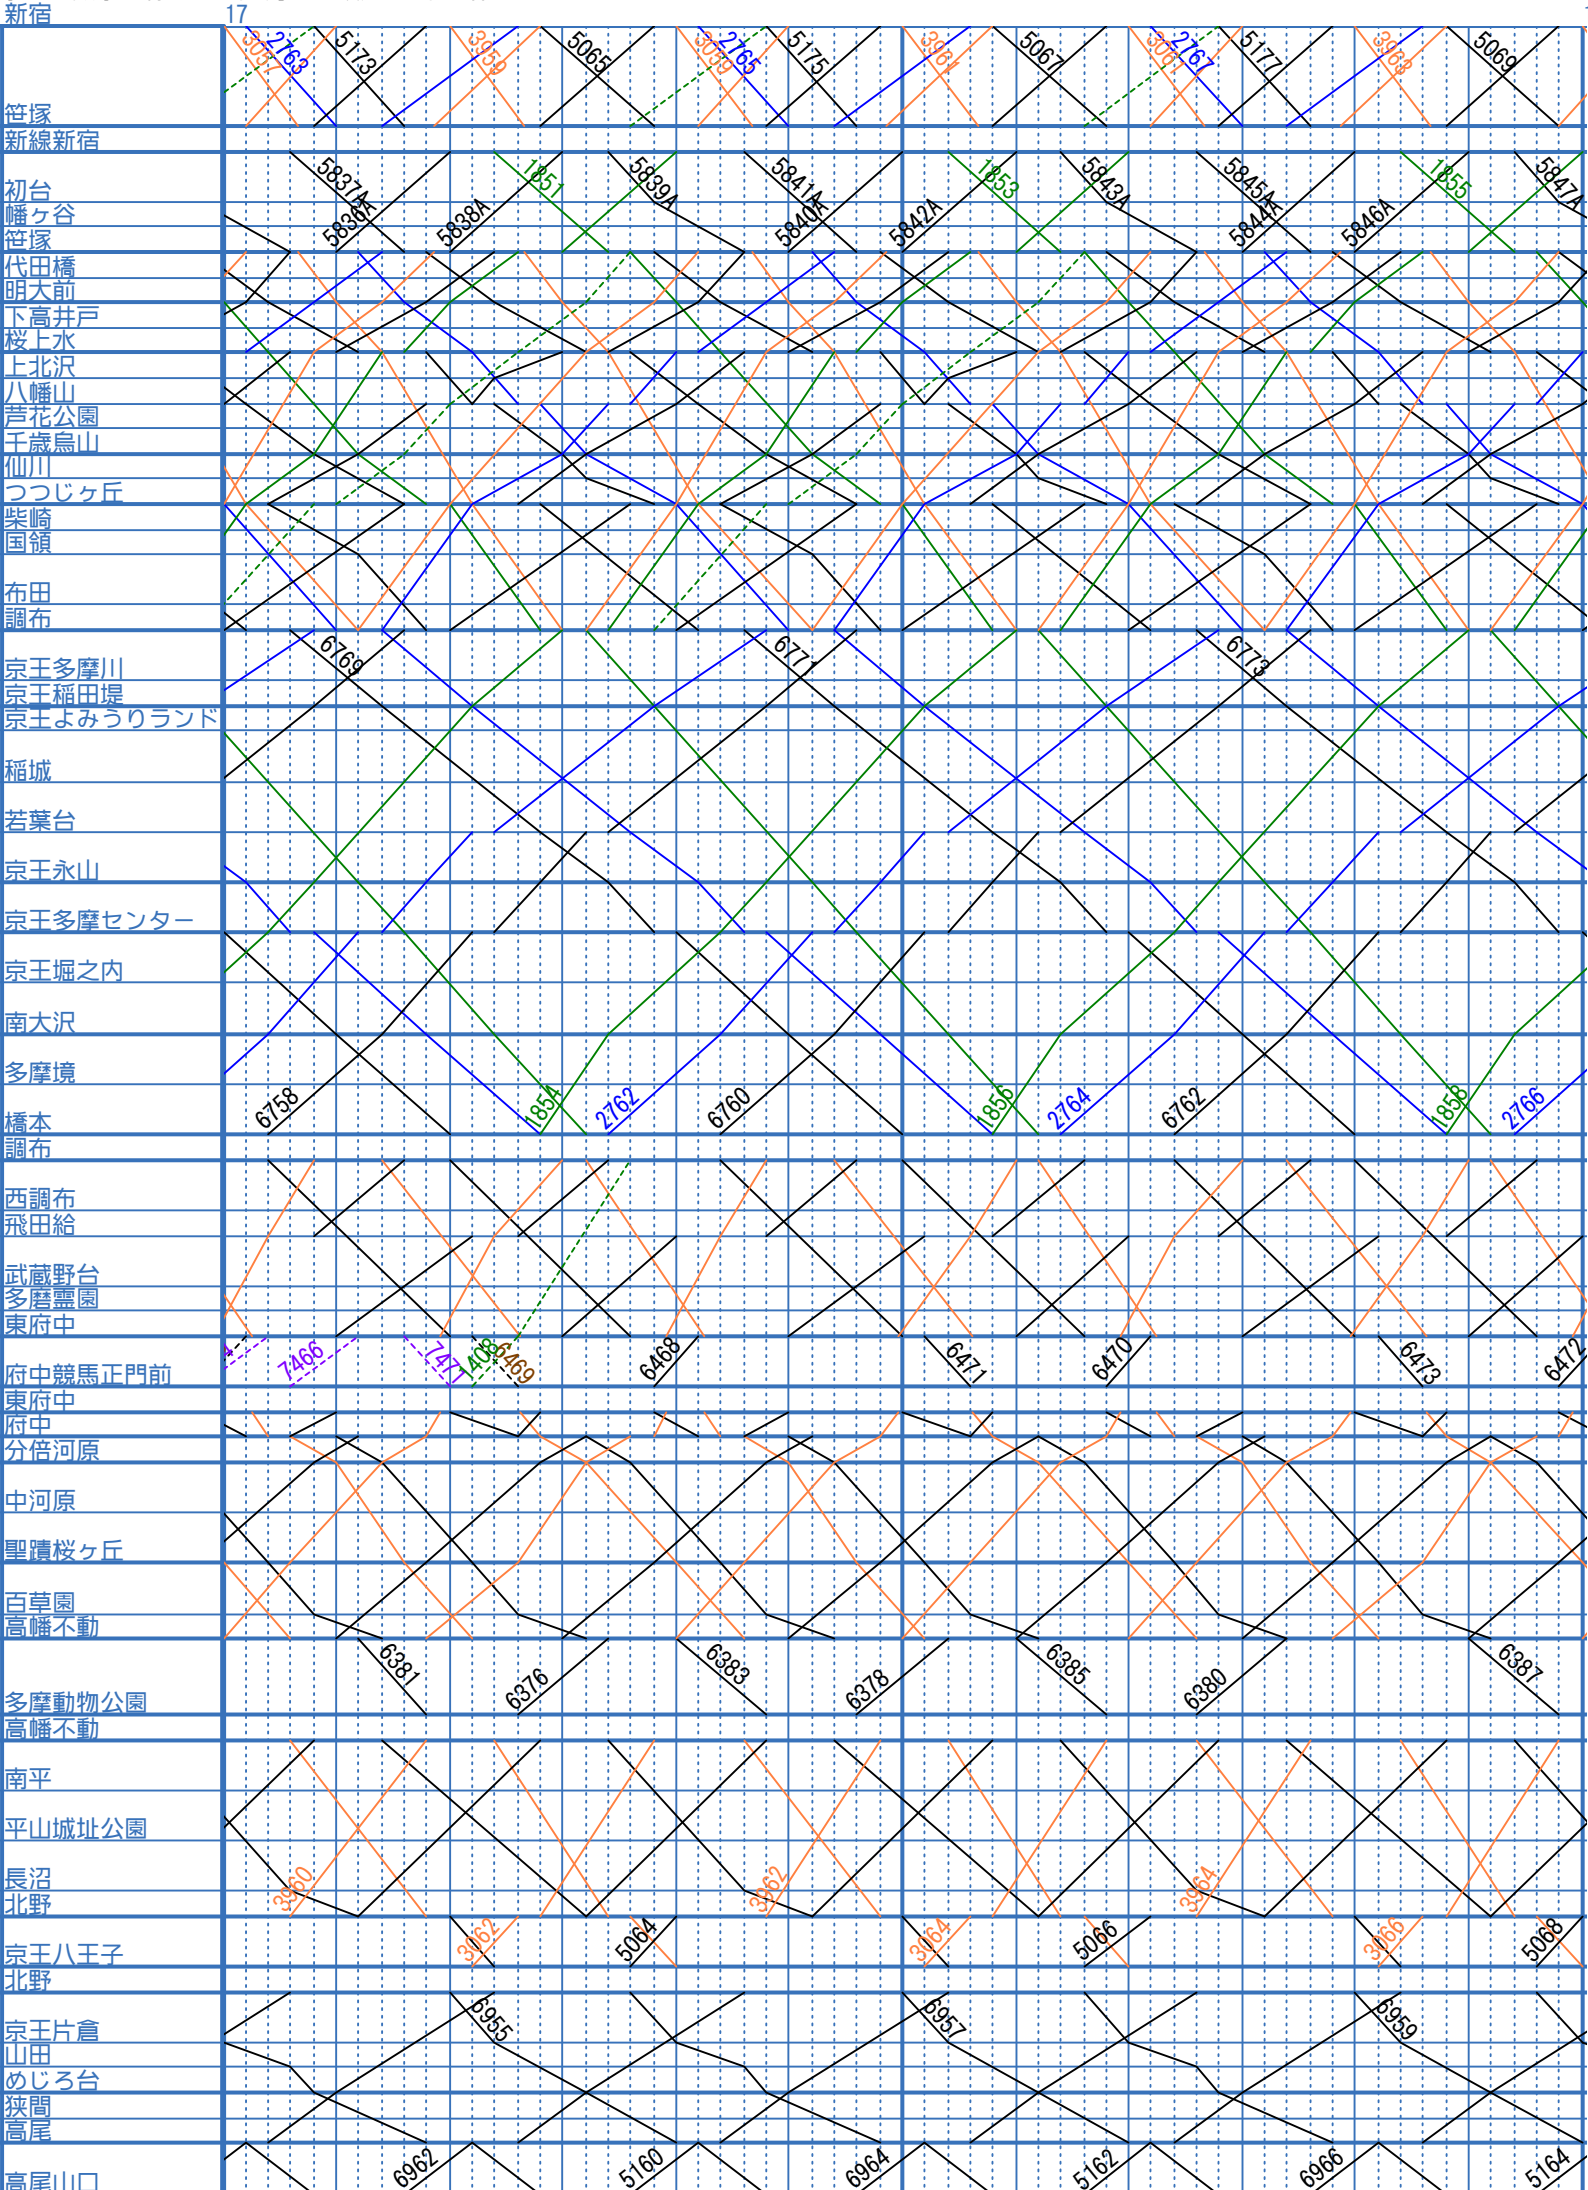 新宿 17
3057 2763 5173 3959 5065 3059 2765 5175 3961 5067 3061 2767 5177 3963 5069
笹塚
新線新宿
5837A 1851 5839A 5841A 1853 5843A 5845A 1855 5847A
初台
幡ヶ谷
5836A 5838A 5840A 5842A 5844A 5846A
笹塚
代田橋
明大前
下高井戸
桜上水
上北沢
八幡山
芦花公園
千歳烏山
仙川
つつじヶ丘
柴崎
国領
布田
調布
6769 6771 6773
京王多摩川
京王稲田堤
京王よみうりランド
稲城
若葉台
京王永山
京王多摩センター
京王堀之内
南大沢
多摩境
6758 1854 2762 6760 1856 2764 6762 1858 2766
橋本
調布
西調布
飛田給
武蔵野台
多磨霊園
東府中
7466 7471 1408 6469 6468 6471 6470 6473 6472
府中競馬正門前
東府中
府中
分倍河原
中河原
聖蹟桜ヶ丘
百草園
高幡不動
6381 6376 6383 6378 6385 6380 6387
多摩動物公園
高幡不動
南平
平山城址公園
長沼
3960 3962 3964
北野
3062 5064 3064 5066 3066 5068
京王八王子
北野
6955 6957 6959
京王片倉
山田
めじろ台
狭間
高尾
6962 5160 6964 5162 6966 5164
高尾山口